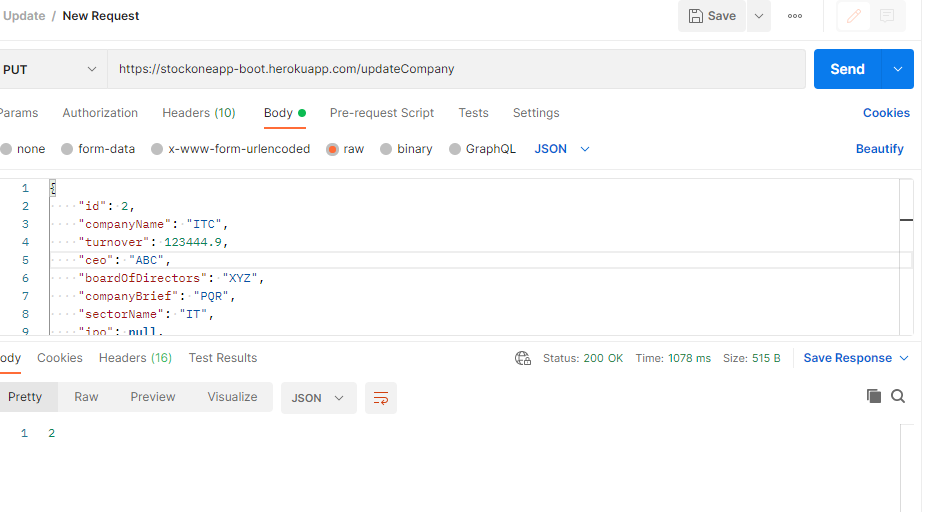 Update / New Request
Save
PUT
https://stockoneapp-boot.herokuapp.com/updateCompany
Send
Params Authorization Headers (10) Body Pre-request Script Tests Settings Cookies
none form-data x-www-form-urlencoded raw binary GraphQL JSON Beautify
1 {
2 "id": 2,
3 "companyName": "ITC",
4 "turnover": 123444.9,
5 "ceo": "ABC",
6 "boardOfDirectors": "XYZ",
7 "companyBrief": "PQR",
8 "sectorName": "IT",
9 "ipo": null,
ody Cookies Headers (16) Test Results Status: 200 OK Time: 1078 ms Size: 515 B Save Response
Pretty Raw Preview Visualize JSON
1 2